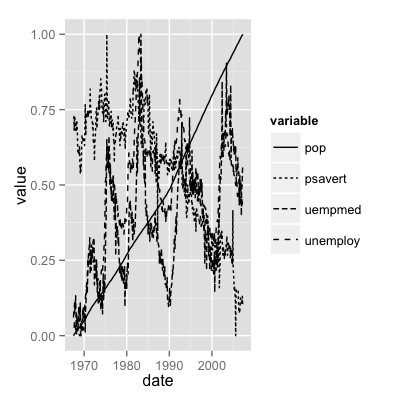 1.00
0.75
0.50
0.25
0.00
value
1970 1980 1990 2000
date
variable
pop
psavert
uempmed
unemploy